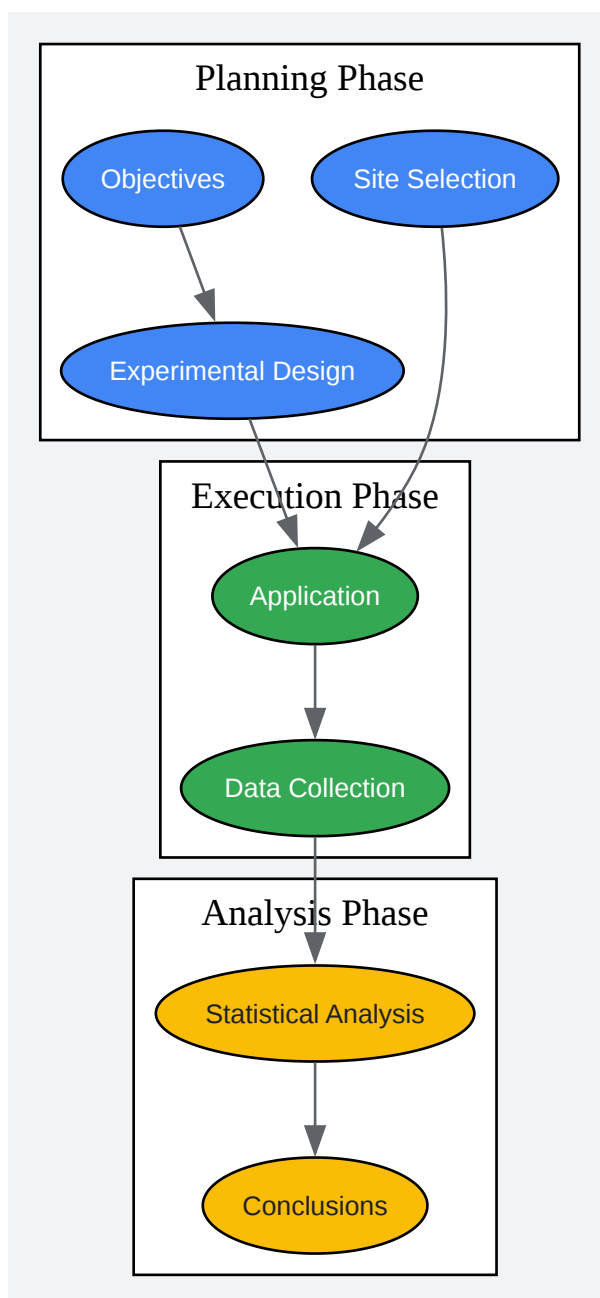 Planning Phase
Objectives
Site Selection
Experimental Design
Execution Phase
Application
Data Collection
Analysis Phase
Statistical Analysis
Conclusions